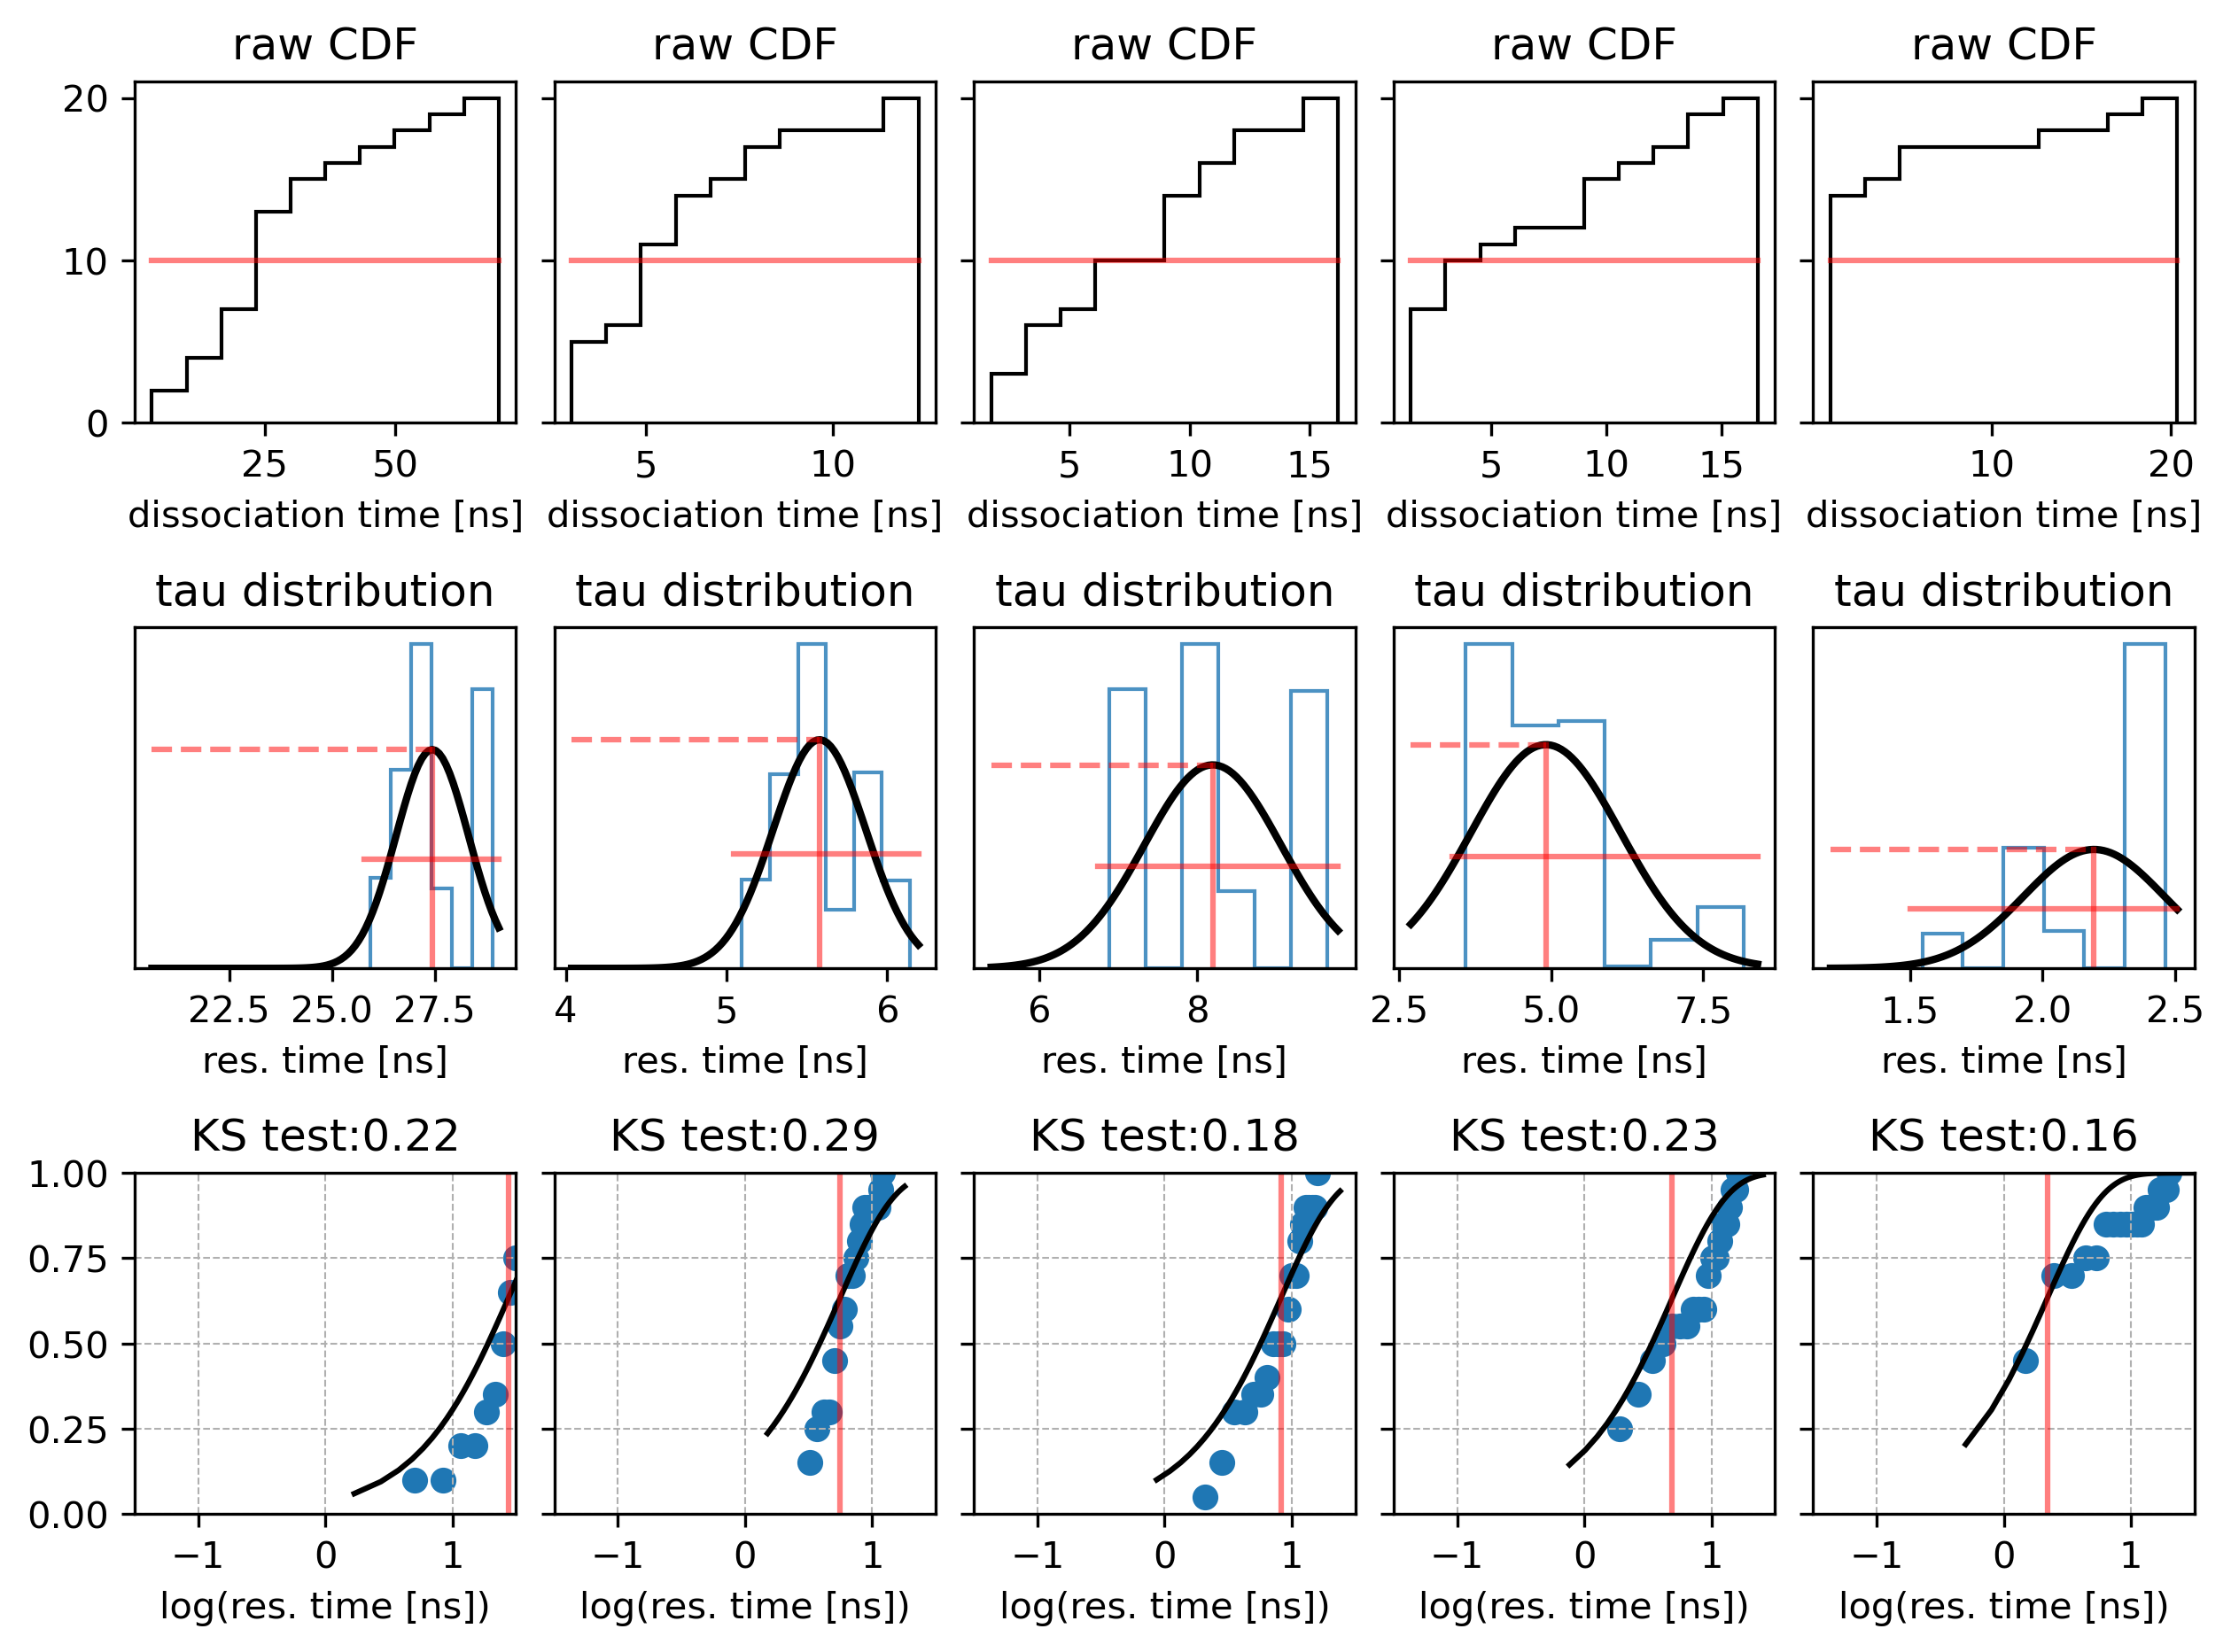 raw CDF raw CDF raw CDF raw CDF raw CDF
20
10
0
25 50 5 10 5 10 15 5 10 15 10 20
dissociation time [ns] dissociation time [ns] dissociation time [ns] dissociation time [ns] dissociation time [ns]
tau distribution tau distribution tau distribution tau distribution tau distribution
22.5 25.0 27.5 4 5 6 6 8 2.5 5.0 7.5 1.5 2.0 2.5
res. time [ns] res. time [ns] res. time [ns] res. time [ns] res. time [ns]
KS test:0.22 KS test:0.29 KS test:0.18 KS test:0.23 KS test:0.16
1.00
0.75
0.50
0.25
0.00
−1 0 1 −1 0 1 −1 0 1 −1 0 1 −1 0 1
log(res. time [ns]) log(res. time [ns]) log(res. time [ns]) log(res. time [ns]) log(res. time [ns])